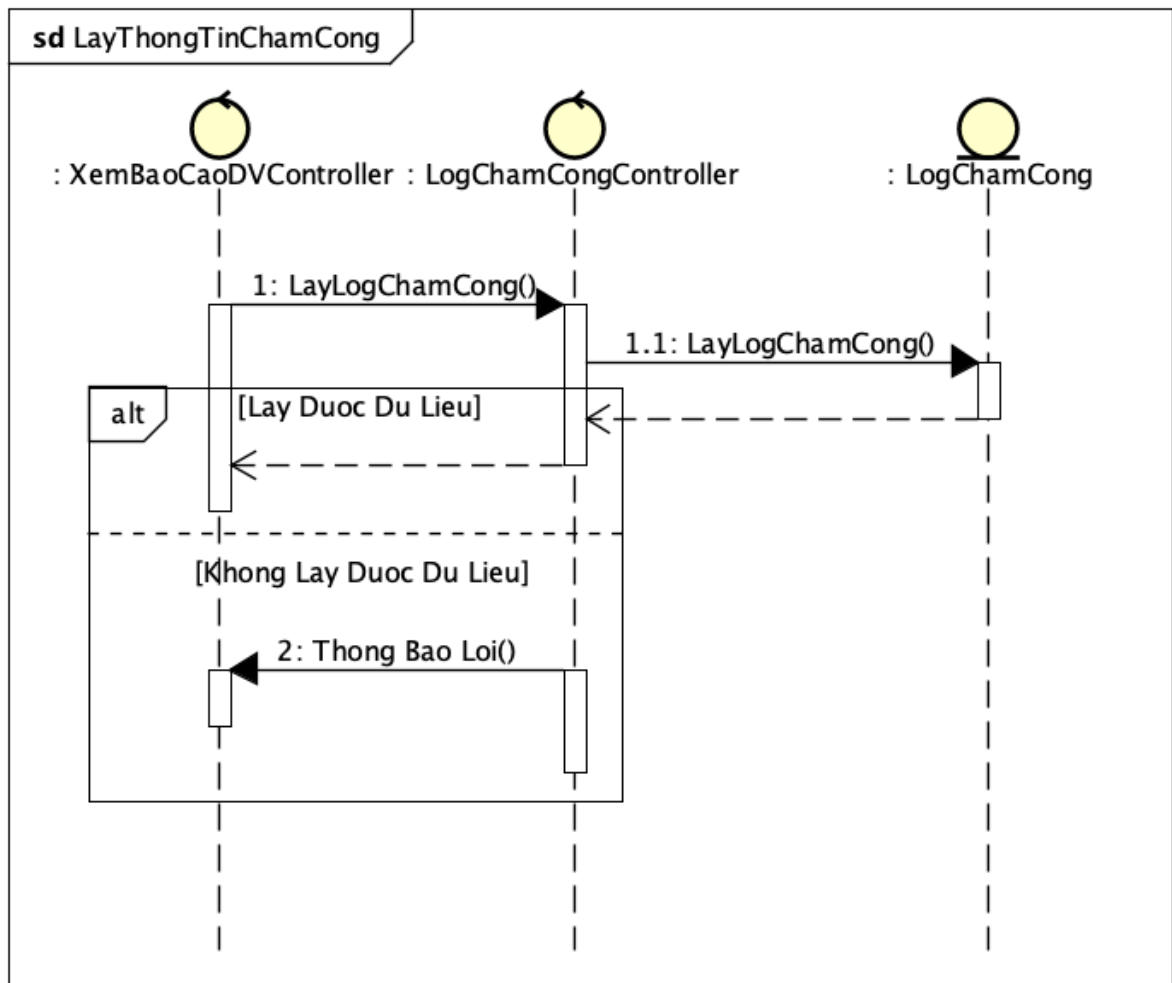 sd LayThongTinChamCong
: XemBaoCaoDVController : LogChamCongController : LogChamCong
1: LayLogChamCong()
1.1: LayLogChamCong()
alt [Lay Duoc Du Lieu]
[Khong Lay Duoc Du Lieu]
2: Thong Bao Loi()